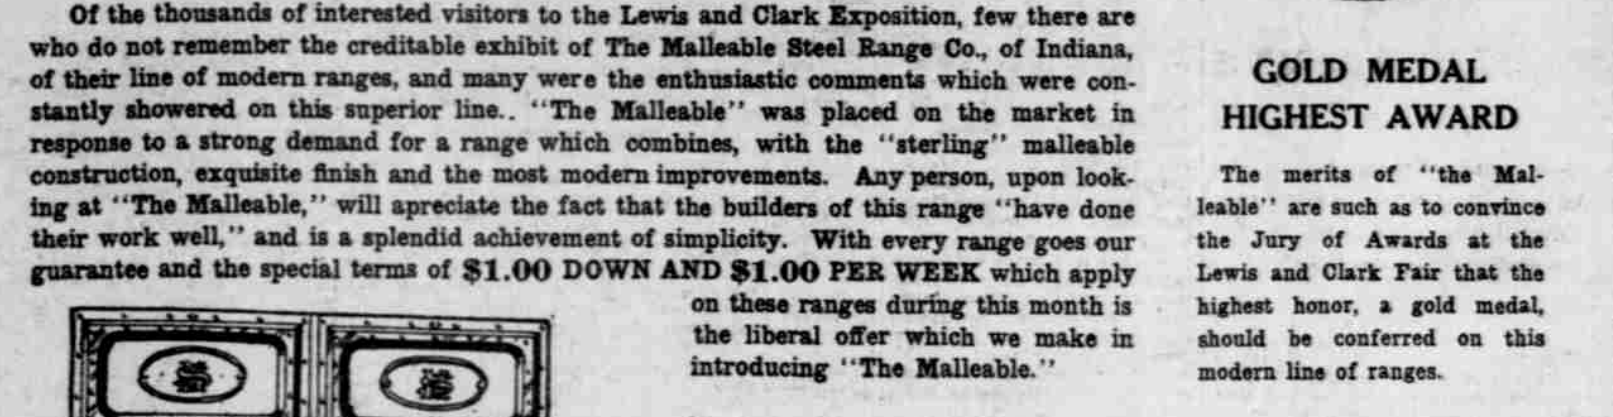 Of the thousands of interested visitors to the Lewis and Clark Exposition, few there are
who do not remember the creditable exhibit of The Malleable Steel Range Co., of Indiana,
of their line of modern ranges, and many were the enthusiastic comments which were con-
stantly showered on this superior line.. "The Malleable" was placed on the market in
response to a strong demand for a range which combines, with the "sterling" malleable
construction, exquisite finish and the most modern improvements. Any person, upon look-
ing at "The Malleable," will apreciate the fact that the builders of this range "have done
their work well," and is a splendid achievement of simplicity. With every range goes our
guarantee and the special terms of $1.00 DOWN AND $1.00 PER WEEK which apply
on these ranges during this month is
the liberal offer which we make in
introducing "The Malleable."
GOLD MEDAL
HIGHEST AWARD
The merits of "the Mal-
leable" are such as to convince
the Jury of Awards at the
Lewis and Clark Fair that the
highest honor, a gold medal,
should be conferred on this
modern line of ranges.